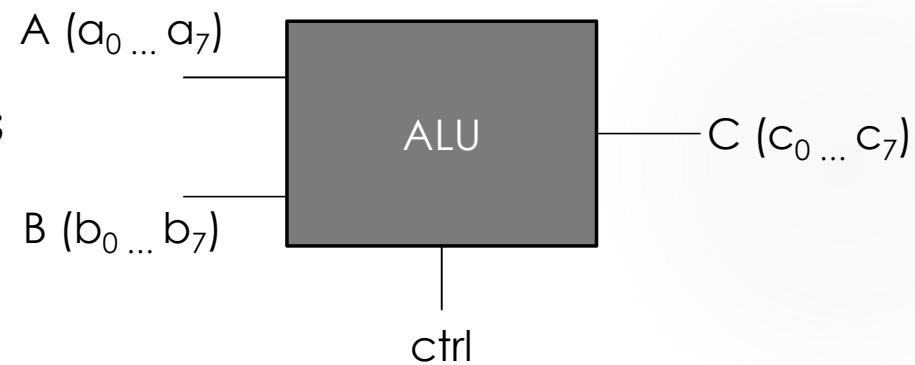 A (a₀ ... a₇)
ALU
C (c₀ ... c₇)
B (b₀ ... b₇)
ctrl